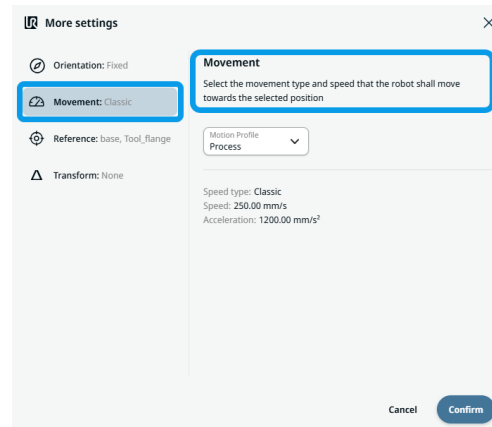 UR More settings
Orientation: Fixed
Movement: Classic
Reference: base, Tool_flange
Transform: None
Movement
Select the movement type and speed that the robot shall move
towards the selected position
Motion Profile
Process
Speed type: Classic
Speed: 250.00 mm/s
Acceleration: 1200.00 mm/s²
Cancel
Confirm